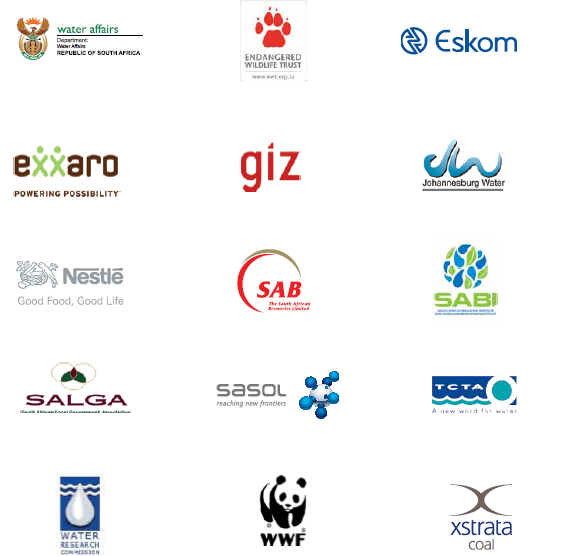 water affairs
Department:
Water Affairs
REPUBLIC OF SOUTH AFRICA
ENDANGERED
WILDLIFE TRUST
www.ewt.org.za
Eskom
exxaro
POWERING POSSIBILITY
giz
Johannesburg Water
Nestlé
Good Food, Good Life
SAB
The South African
Breweries Limited
SABI
SALGA
South African Local Government Association
sasol
reaching new frontiers
TCTA
A new word for water
WATER
RESEARCH
COMMISSION
WWF
xstrata
coal